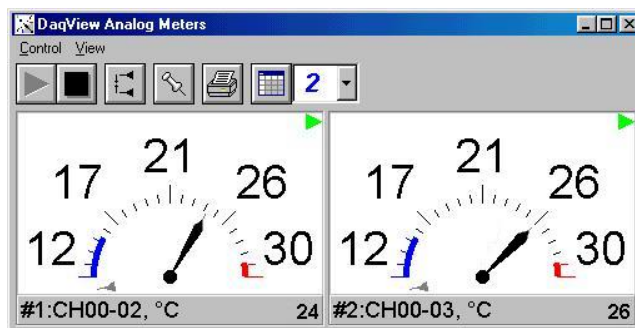 DaqView Analog Meters
Control View
2
12 17 21 26 30
12 17 21 26 30
#1:CH00-02, °C 24
#2:CH00-03, °C 26